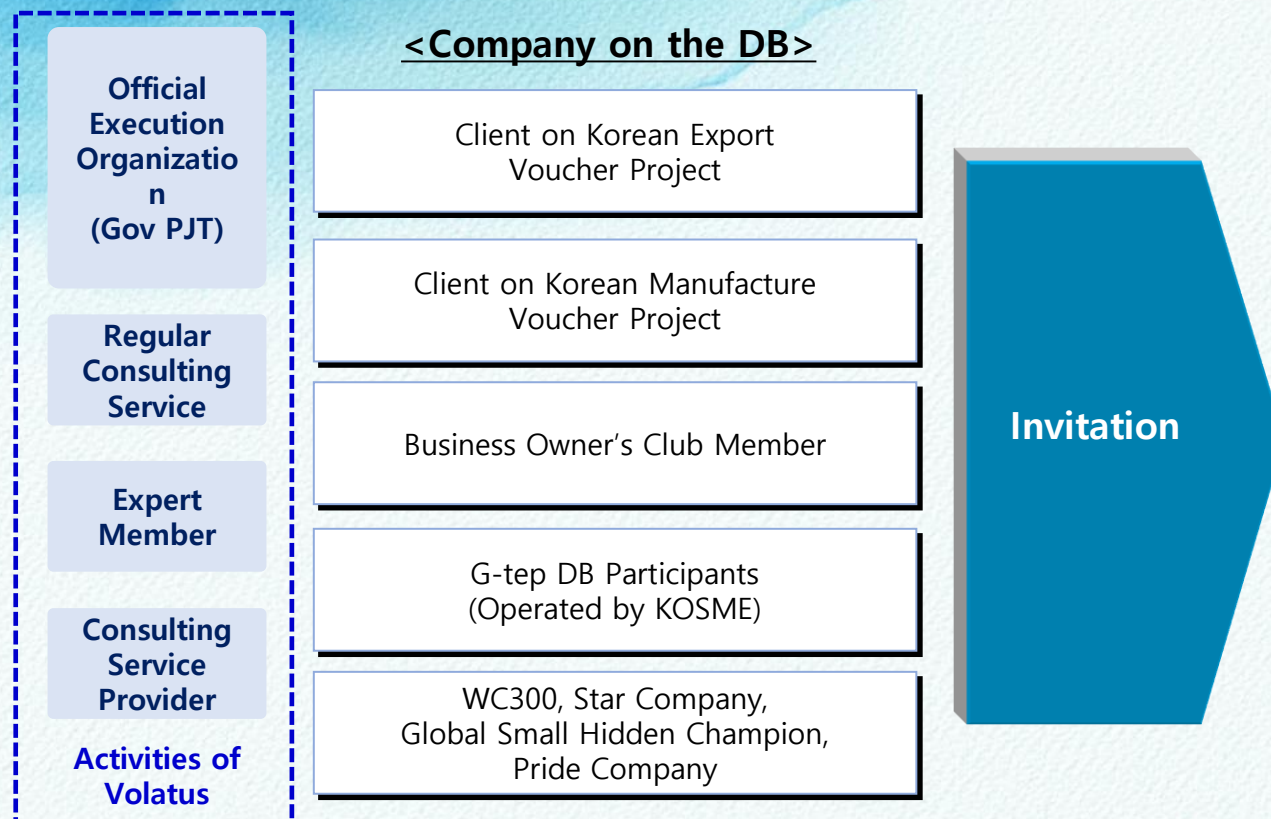 Official
Execution
Organizatio
n
(Gov PJT)
Regular
Consulting
Service
Expert
Member
Consulting
Service
Provider
Activities of
Volatus
<Company on the DB>
Client on Korean Export
Voucher Project
Client on Korean Manufacture
Voucher Project
Business Owner’s Club Member
G-tep DB Participants
(Operated by KOSME)
WC300, Star Company,
Global Small Hidden Champion,
Pride Company
Invitation